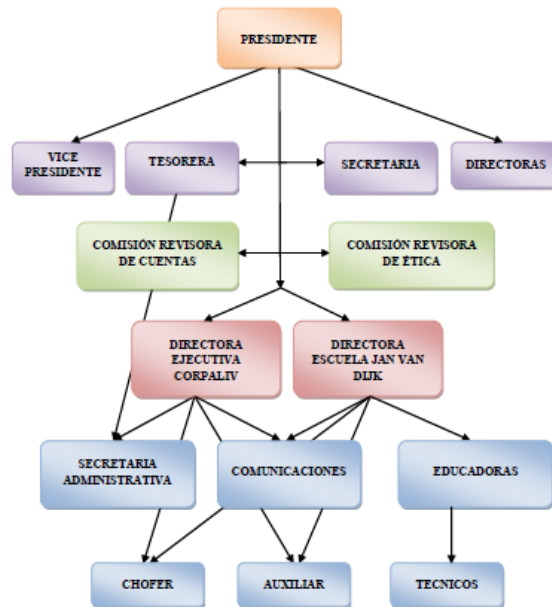 PRESIDENTE
VICE
PRESIDENTE
TESORERA
SECRETARIA
DIRECTORAS
COMISIÓN REVISORA
DE CUENTAS
COMISIÓN REVISORA
DE ÉTICA
DIRECTORA
EJECUTIVA
CORPALIV
DIRECTORA
ESCUELA JAN VAN
DIJK
SECRETARIA
ADMINISTRATIVA
COMUNICACIONES
EDUCADORAS
CHOFER
AUXILIAR
TECNICOS